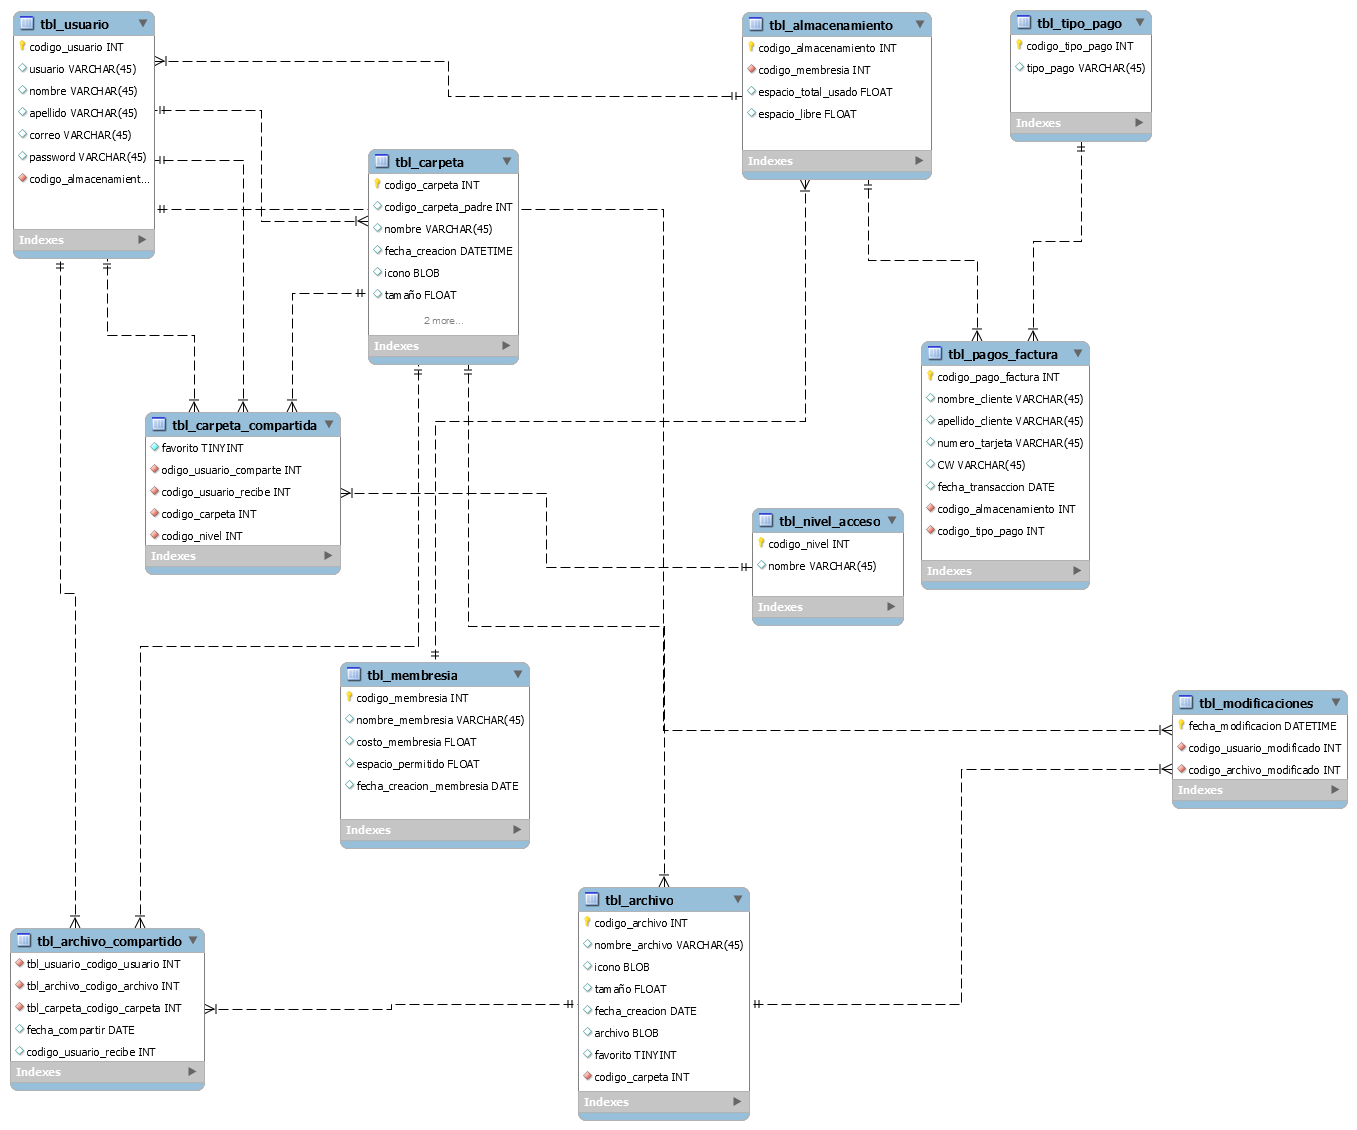 tbl_usuario
codigo_usuario INT
usuario VARCHAR(45)
nombre VARCHAR(45)
apellido VARCHAR(45)
correo VARCHAR(45)
password VARCHAR(45)
codigo_almacenamient...
Indexes
tbl_almacenamiento
codigo_almacenamiento INT
codigo_membresia INT
espacio_total_usado FLOAT
espacio_libre FLOAT
Indexes
tbl_tipo_pago
codigo_tipo_pago INT
tipo_pago VARCHAR(45)
Indexes
tbl_carpeta
codigo_carpeta INT
codigo_carpeta_padre INT
nombre VARCHAR(45)
fecha_creacion DATETIME
icono BLOB
tamaño FLOAT
2 more...
Indexes
tbl_pagos_factura
codigo_pago_factura INT
nombre_cliente VARCHAR(45)
apellido_cliente VARCHAR(45)
numero_tarjeta VARCHAR(45)
CVV VARCHAR(45)
fecha_transaccion DATE
codigo_almacenamiento INT
codigo_tipo_pago INT
Indexes
tbl_carpeta_compartida
favorito TINYINT
odigo_usuario_comparte INT
codigo_usuario_recibe INT
codigo_carpeta INT
codigo_nivel INT
Indexes
tbl_nivel_acceso
codigo_nivel INT
nombre VARCHAR(45)
Indexes
tbl_membresia
codigo_membresia INT
nombre_membresia VARCHAR(45)
costo_membresia FLOAT
espacio_permitido FLOAT
fecha_creacion_membresia DATE
Indexes
tbl_modificaciones
fecha_modificacion DATETIME
codigo_usuario_modificado INT
codigo_archivo_modificado INT
Indexes
tbl_archivo
codigo_archivo INT
nombre_archivo VARCHAR(45)
icono BLOB
tamaño FLOAT
fecha_creacion DATE
archivo BLOB
favorito TINYINT
codigo_carpeta INT
Indexes
tbl_archivo_compartido
tbl_usuario_codigo_usuario INT
tbl_archivo_codigo_archivo INT
tbl_carpeta_codigo_carpeta INT
fecha_compartir DATE
codigo_usuario_recibe INT
Indexes